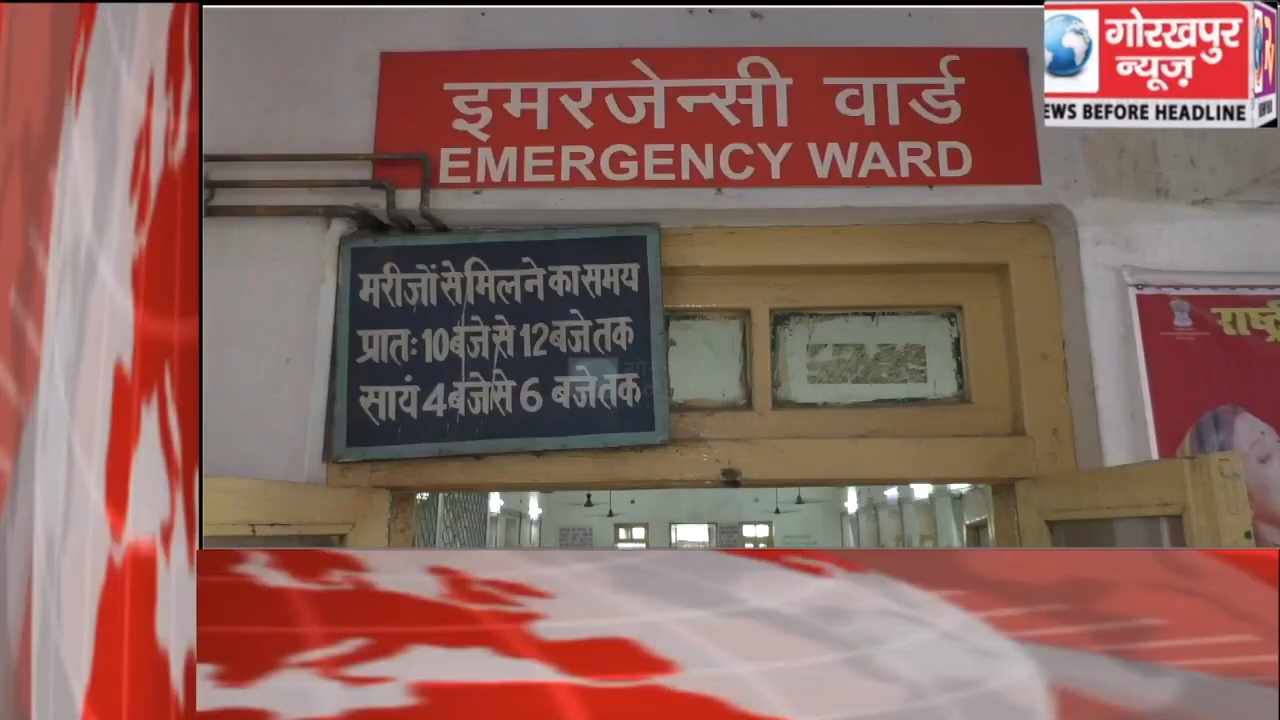 गोरखपुर
न्यूज़
EWS BEFORE HEADLINE
इमरजेन्सी वार्ड
EMERGENCY WARD
मरीजों से मिलने का समय
प्रातः 10 बजे से 12 बजे तक
सायं 4 बजे से 6 बजे तक